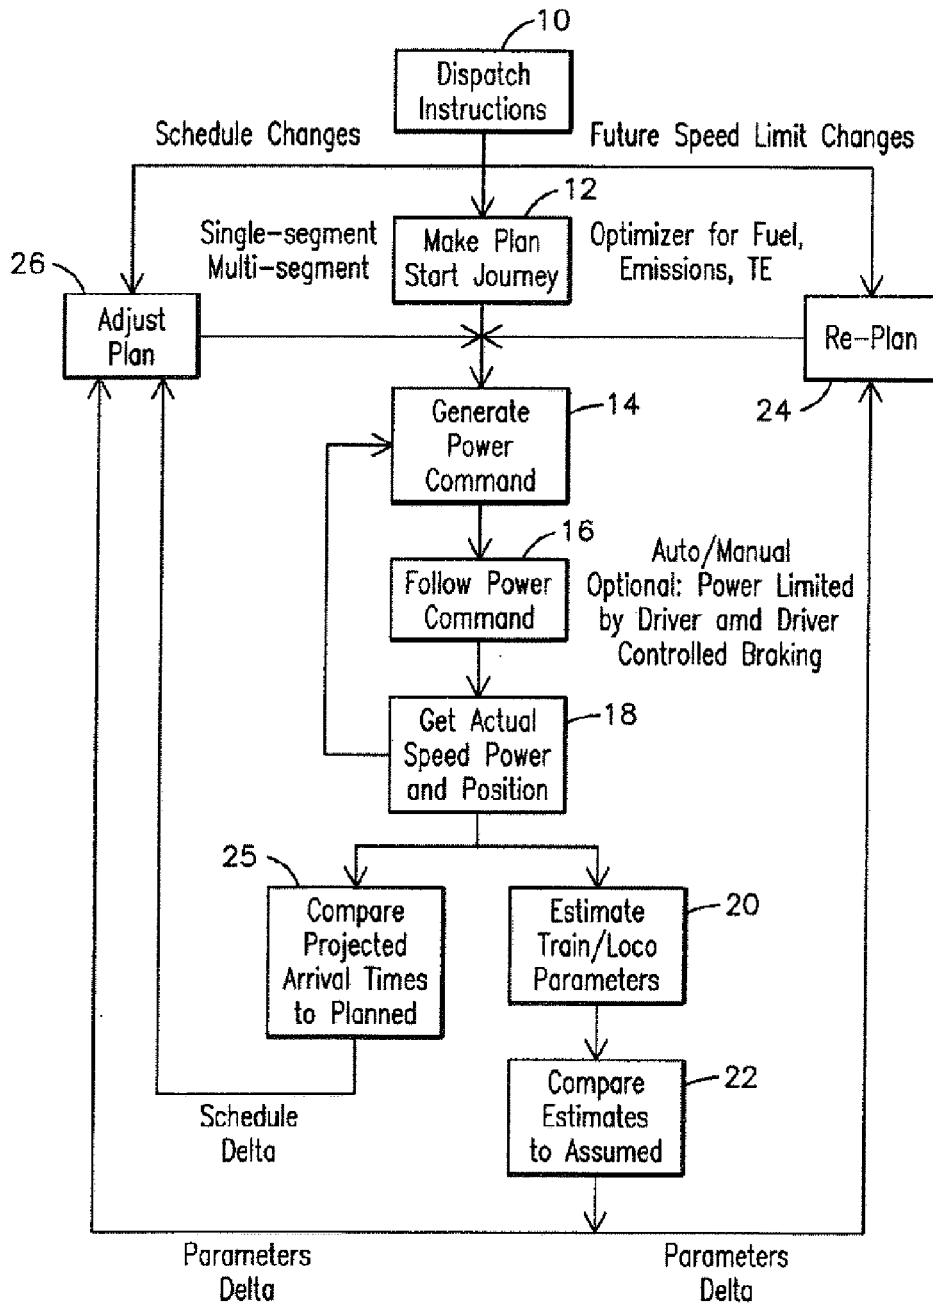 10
Dispatch
Instructions
Schedule Changes
Future Speed Limit Changes
12
Single-segment
Multi-segment
Make Plan
Start Journey
Optimizer for Fuel,
Emissions, TE
26
Adjust
Plan
Re-Plan
24
Generate
Power
Command
14
16
Follow Power
Command
Auto/Manual
Optional: Power Limited
by Driver amd Driver
Controlled Braking
Get Actual
Speed Power
and Position
18
25
Compare
Projected
Arrival Times
to Planned
Estimate
Train/Loco
Parameters
20
Compare
Estimates
to Assumed
22
Schedule
Delta
Parameters
Delta
Parameters
Delta